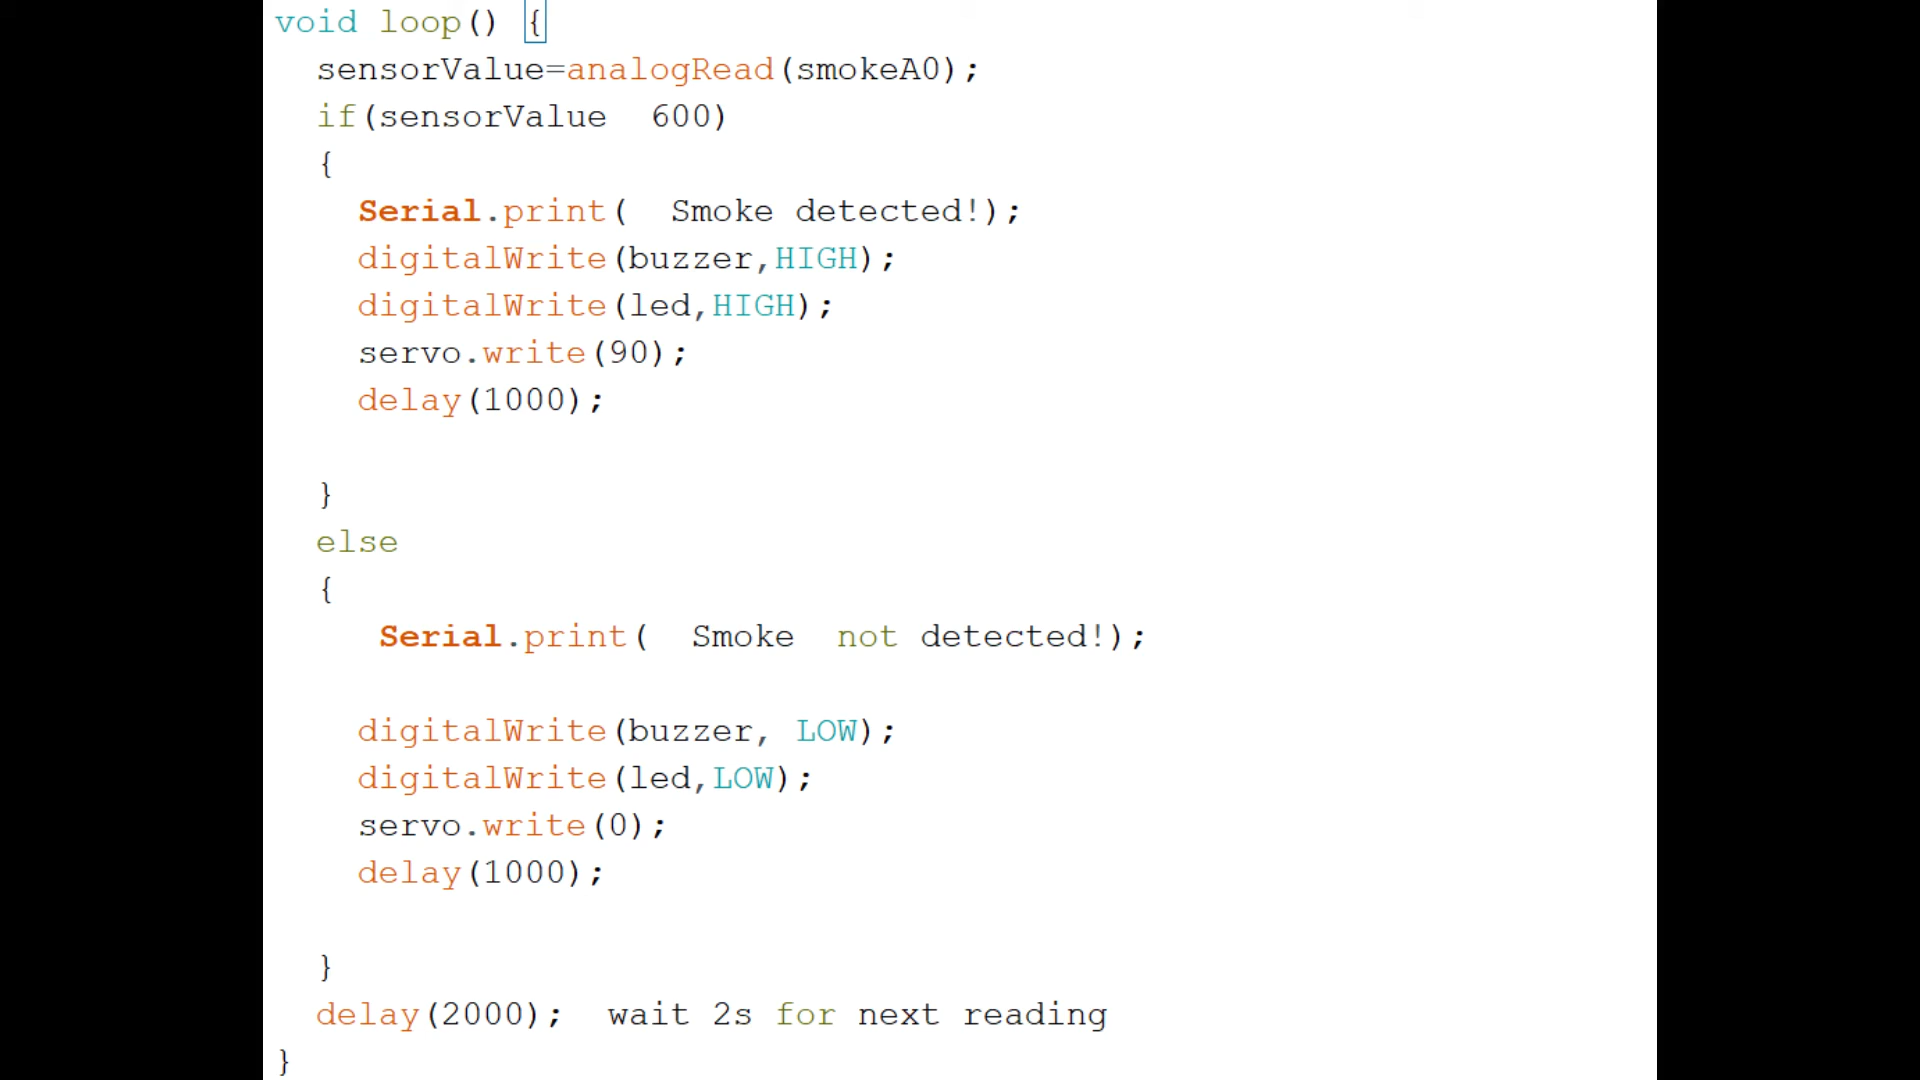 void loop() {
sensorValue=analogRead(smokeA0);
if(sensorValue  600)
{
Serial.print(  Smoke detected!);
digitalWrite(buzzer,HIGH);
digitalWrite(led,HIGH);
servo.write(90);
delay(1000);
}
else
{
Serial.print(  Smoke  not detected!);
digitalWrite(buzzer, LOW);
digitalWrite(led,LOW);
servo.write(0);
delay(1000);
}
delay(2000);  wait 2s for next reading
}